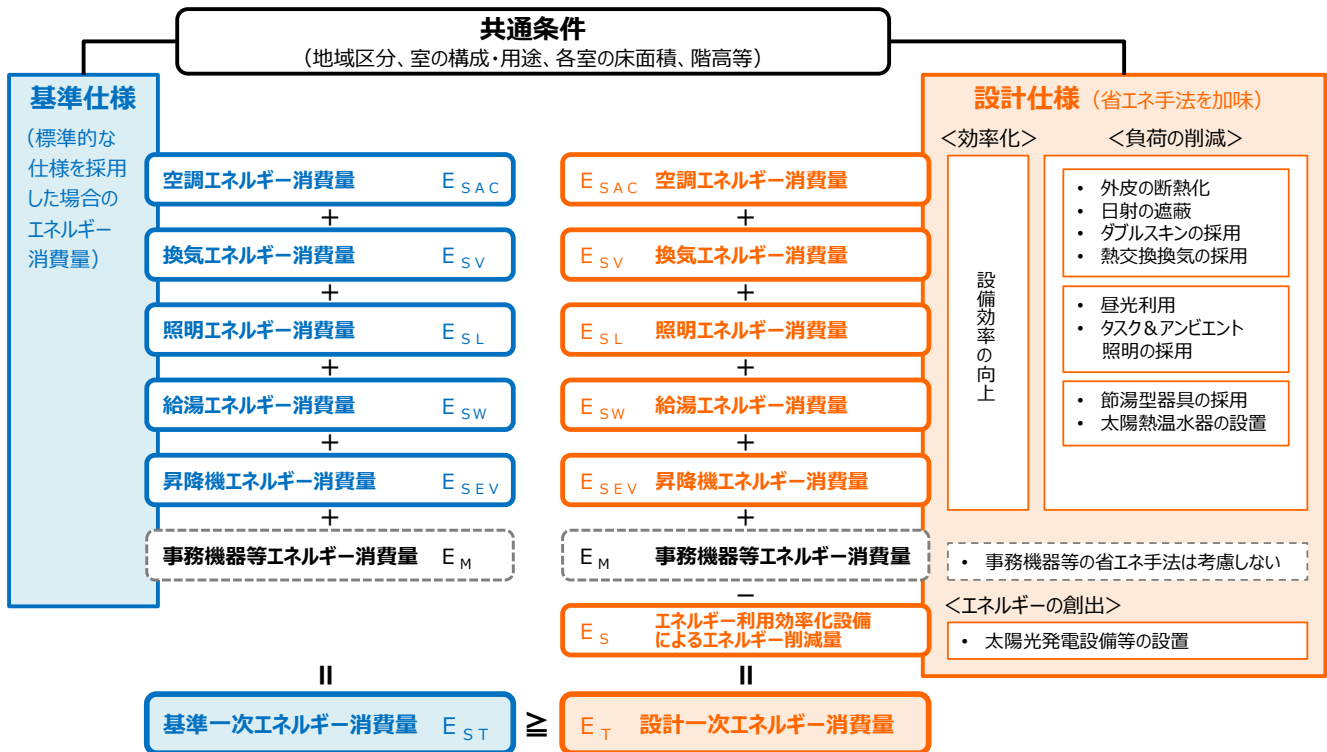 共通条件
（地域区分、室の構成・用途、各室の床面積、階高等）
基準仕様
（標準的な
仕様を採用
した場合の
エネルギー
消費量）
空調エネルギー消費量 E SAC
＋
換気エネルギー消費量 E SV
＋
照明エネルギー消費量 E SL
＋
給湯エネルギー消費量 E SW
＋
昇降機エネルギー消費量 E SEV
＋
事務機器等エネルギー消費量 E M
＝
基準一次エネルギー消費量 E ST
≧
E SAC 空調エネルギー消費量
＋
E SV 換気エネルギー消費量
＋
E SL 照明エネルギー消費量
＋
E SW 給湯エネルギー消費量
＋
E SEV 昇降機エネルギー消費量
＋
E M 事務機器等エネルギー消費量
－
E S エネルギー利用効率化設備
によるエネルギー削減量
＝
E T 設計一次エネルギー消費量
設計仕様（省エネ手法を加味）
＜効率化＞
設備効率の向上
＜負荷の削減＞
• 外皮の断熱化
• 日射の遮蔽
• ダブルスキンの採用
• 熱交換換気の採用
• 昼光利用
• タスク＆アンビエント
照明の採用
• 節湯型器具の採用
• 太陽熱温水器の設置
• 事務機器等の省エネ手法は考慮しない
＜エネルギーの創出＞
• 太陽光発電設備等の設置